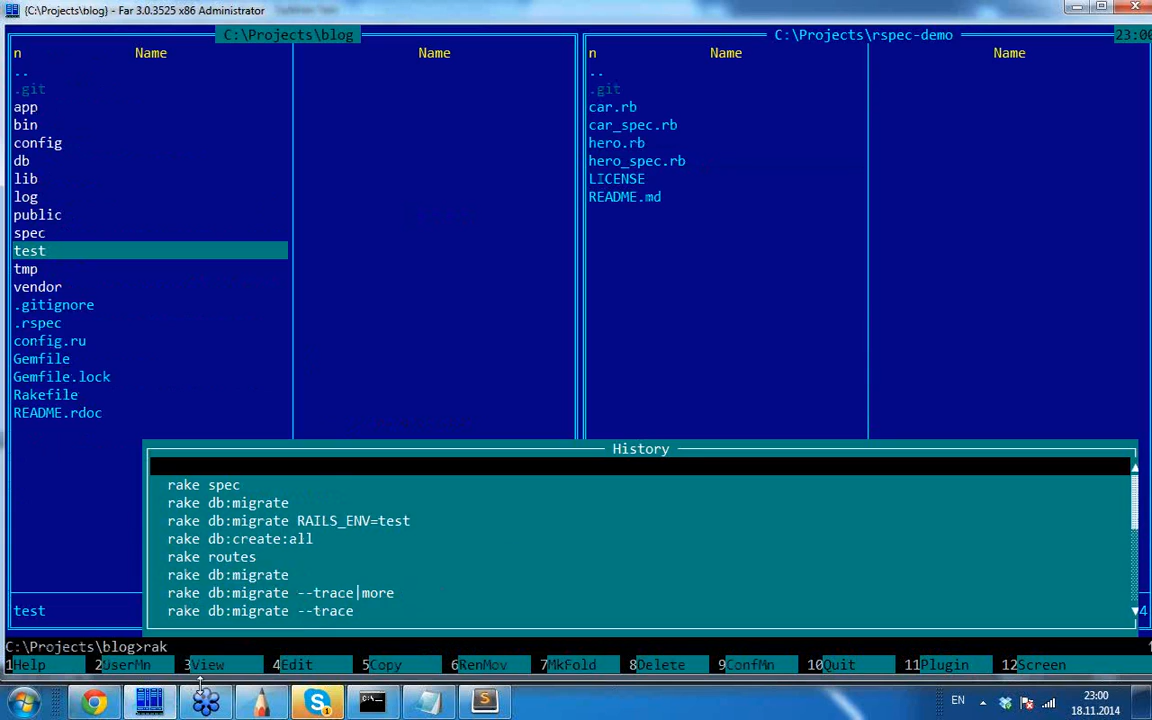 {C:\Projects\blog} - Far 3.0.3525 x86 Administrator
C:\Projects\blog
n Name Name
..
.git
app
bin
config
db
lib
log
public
spec
test
tmp
vendor
.gitignore
.rspec
config.ru
Gemfile
Gemfile.lock
Rakefile
README.rdoc
test
C:\Projects\rspec-demo
23:00
n Name Name
..
.git
car.rb
car_spec.rb
hero.rb
hero_spec.rb
LICENSE
README.md
History
rake spec
rake db:migrate
rake db:migrate RAILS_ENV=test
rake db:create:all
rake routes
rake db:migrate
rake db:migrate --trace|more
rake db:migrate --trace
4
C:\Projects\blog>rak
1Help 2UserMn 3View 4Edit 5Copy 6RenMov 7MkFold 8Delete 9ConfMn 10Quit 11Plugin 12Screen
EN
23:00
18.11.2014